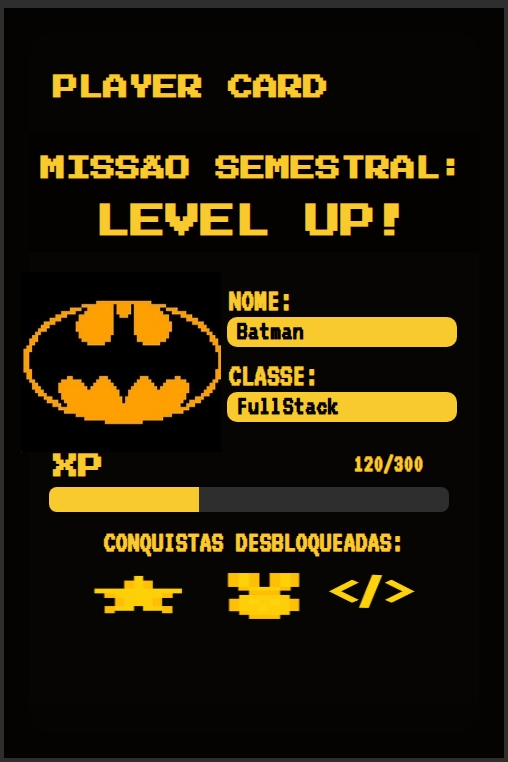 PLAYER CARD
MISSÃO SEMESTRAL:
LEVEL UP!
NOME:
Batman
CLASSE:
FullStack
XP
120/300
CONQUISTAS DESBLOQUEADAS:
</>